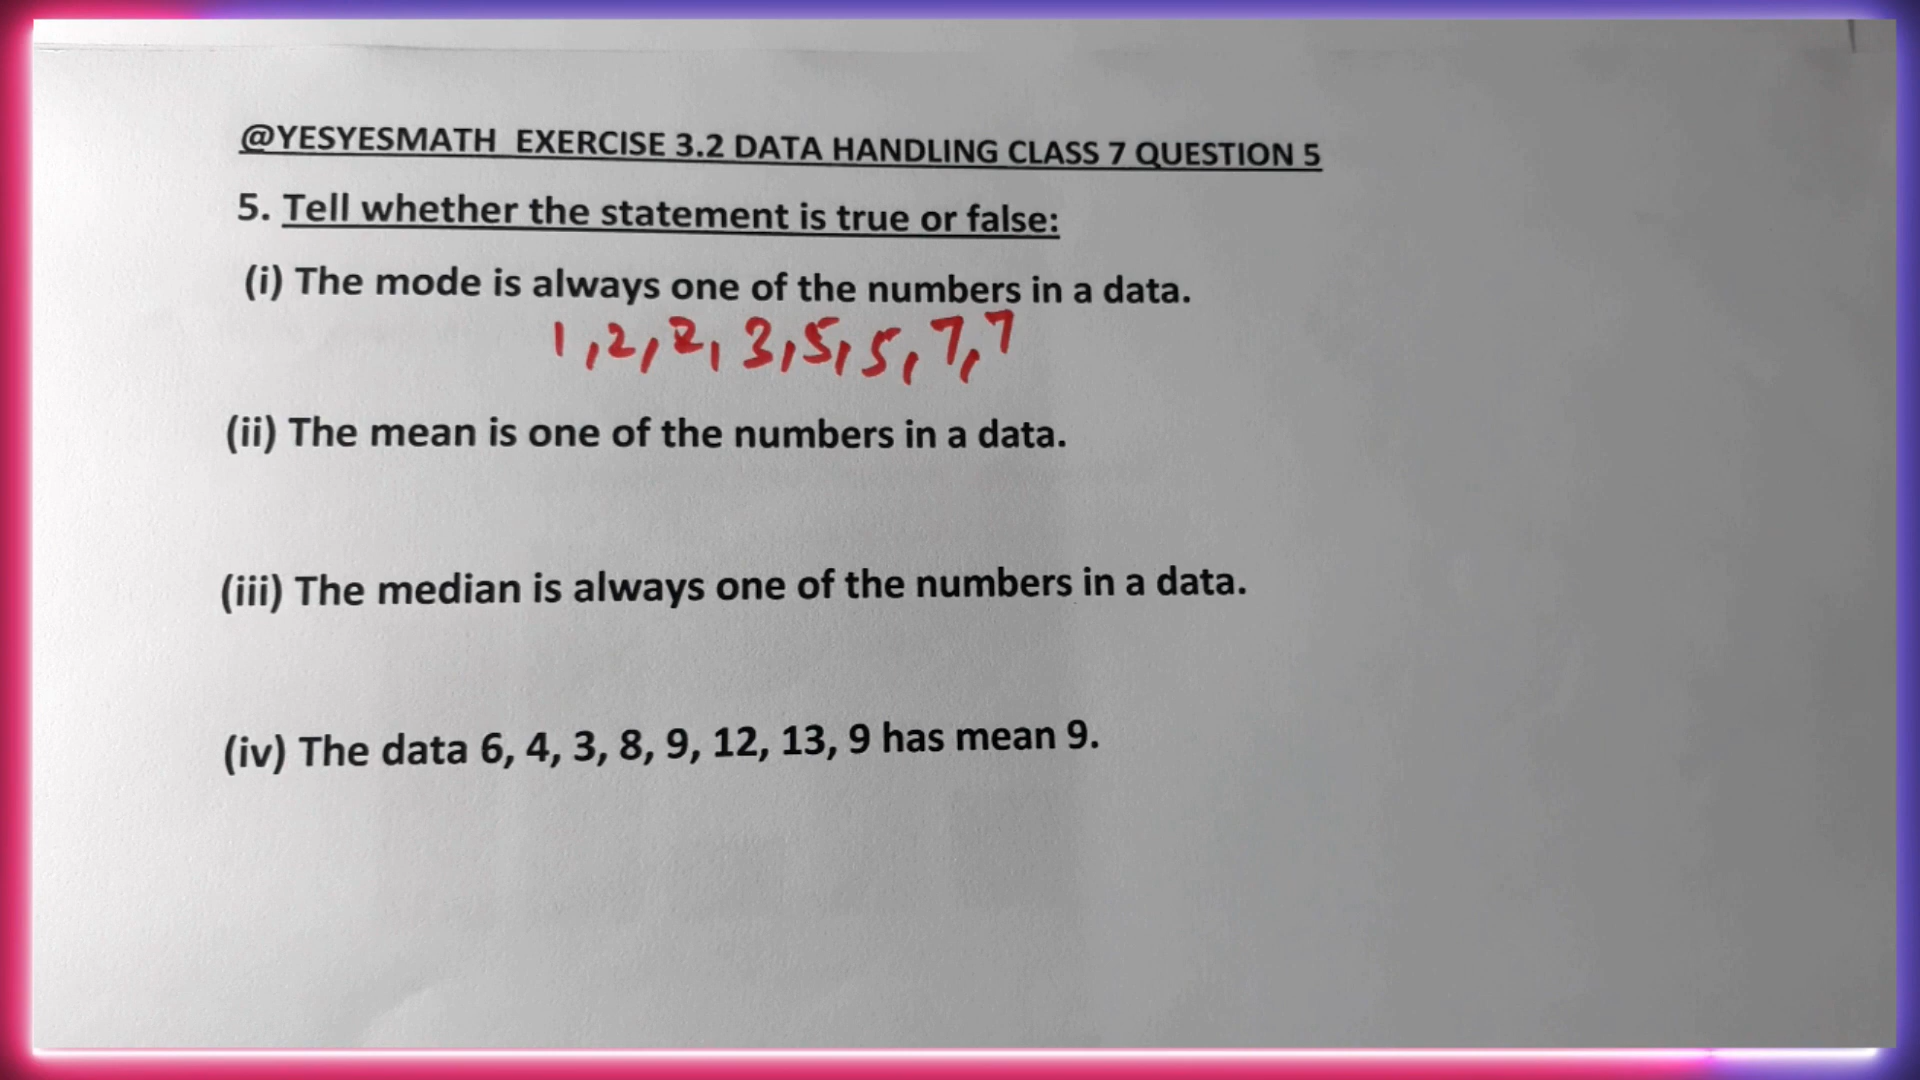 @YESYESMATH EXERCISE 3.2 DATA HANDLING CLASS 7 QUESTION 5
5. Tell whether the statement is true or false:
(i) The mode is always one of the numbers in a data.
1, 2, 2, 3, 5, 5, 7, 7
(ii) The mean is one of the numbers in a data.
(iii) The median is always one of the numbers in a data.
(iv) The data 6, 4, 3, 8, 9, 12, 13, 9 has mean 9.